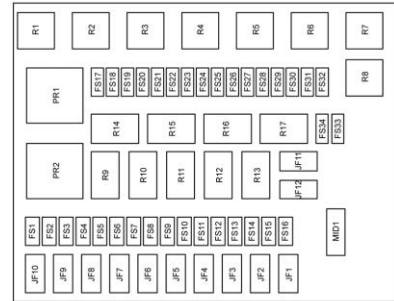 R1 R2 R3 R4 R5 R6 R7
PR1 FS17 FS18 FS19 FS20 FS21 FS22 FS23 FS24 FS25 FS26 FS27 FS28 FS29 FS30 FS31 FS32 R8
R14 R15 R16 R17 FS34 FS33
PR2 R9 R10 R11 R12 R13 JF11
JF12
FS1 FS2 FS3 FS4 FS5 FS6 FS7 FS8 FS9 FS10 FS11 FS12 FS13 FS14 FS15 FS16 MID1
JF10 JF9 JF8 JF7 JF6 JF5 JF4 JF3 JF2 JF1